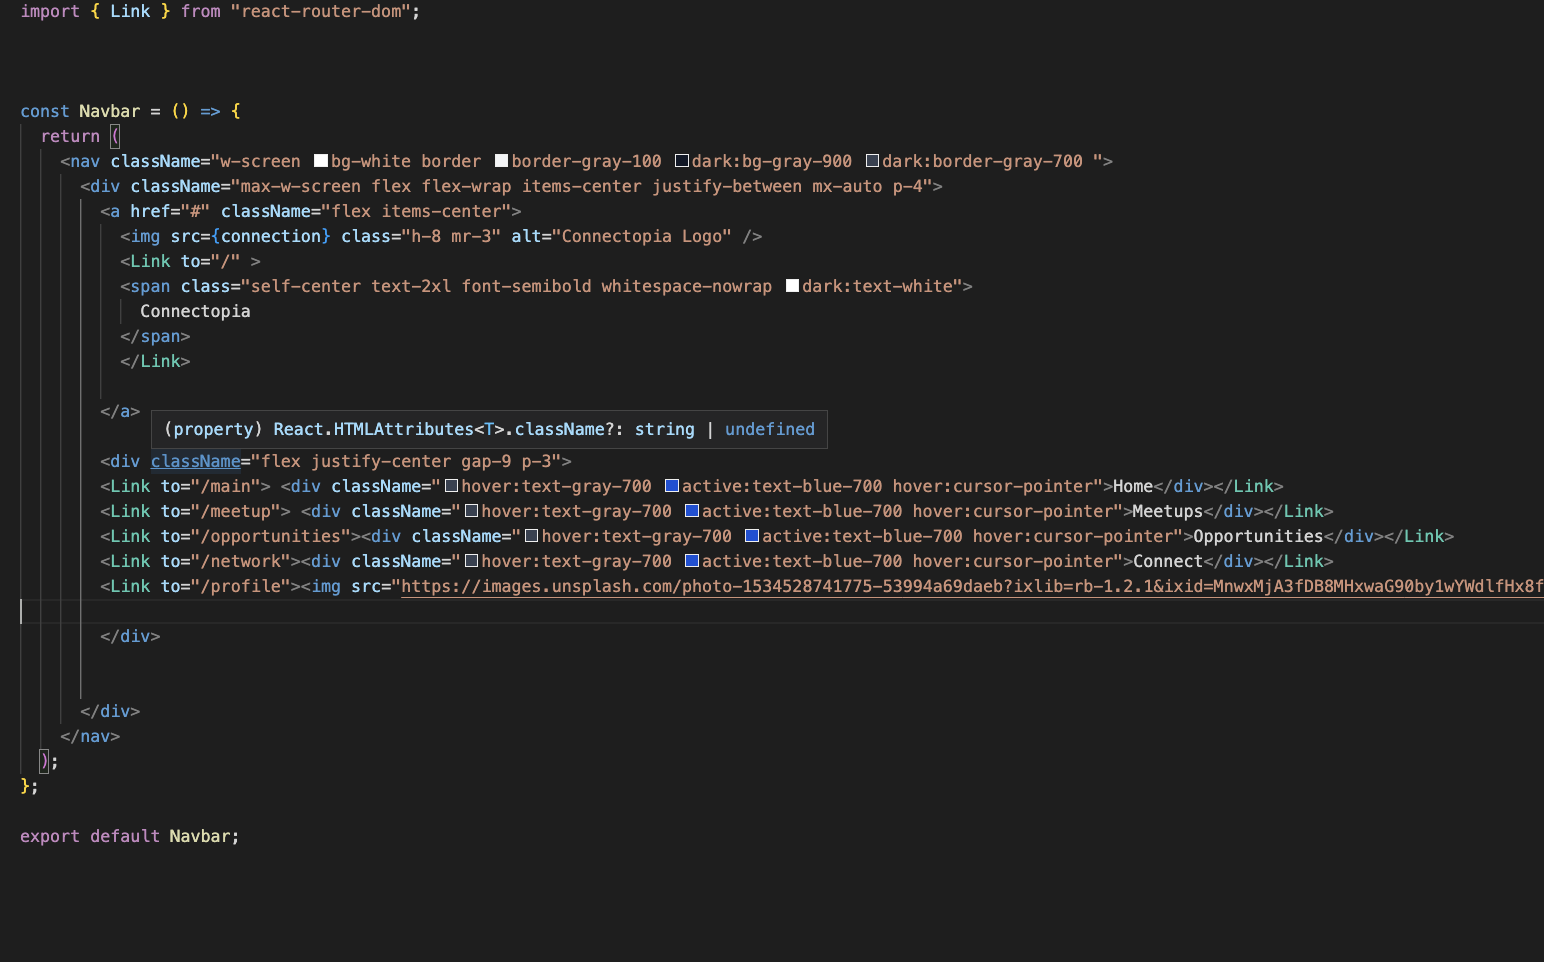 import { Link } from "react-router-dom";
const Navbar = () => {
return (
<nav className="w-screen bg-white border border-gray-100 dark:bg-gray-900 dark:border-gray-700 ">
<div className="max-w-screen flex flex-wrap items-center justify-between mx-auto p-4">
<a href="#" className="flex items-center">
<img src={connection} class="h-8 mr-3" alt="Connectopia Logo" />
<Link to="/" >
<span class="self-center text-2xl font-semibold whitespace-nowrap dark:text-white">
Connectopia
</span>
</Link>
</a>
(property) React.HTMLAttributes<T>.className?: string | undefined
<div className="flex justify-center gap-9 p-3">
<Link to="/main"> <div className="hover:text-gray-700 active:text-blue-700 hover:cursor-pointer">Home</div></Link>
<Link to="/meetup"> <div className="hover:text-gray-700 active:text-blue-700 hover:cursor-pointer">Meetups</div></Link>
<Link to="/opportunities"><div className="hover:text-gray-700 active:text-blue-700 hover:cursor-pointer">Opportunities</div></Link>
<Link to="/network"><div className="hover:text-gray-700 active:text-blue-700 hover:cursor-pointer">Connect</div></Link>
<Link to="/profile"><img src="https://images.unsplash.com/photo-1534528741775-53994a69daeb?ixlib=rb-1.2.1&ixid=MnwxMjA3fDB8MHxwaG90by1wYWdlfHx8f
</div>
</div>
</nav>
);
};
export default Navbar;